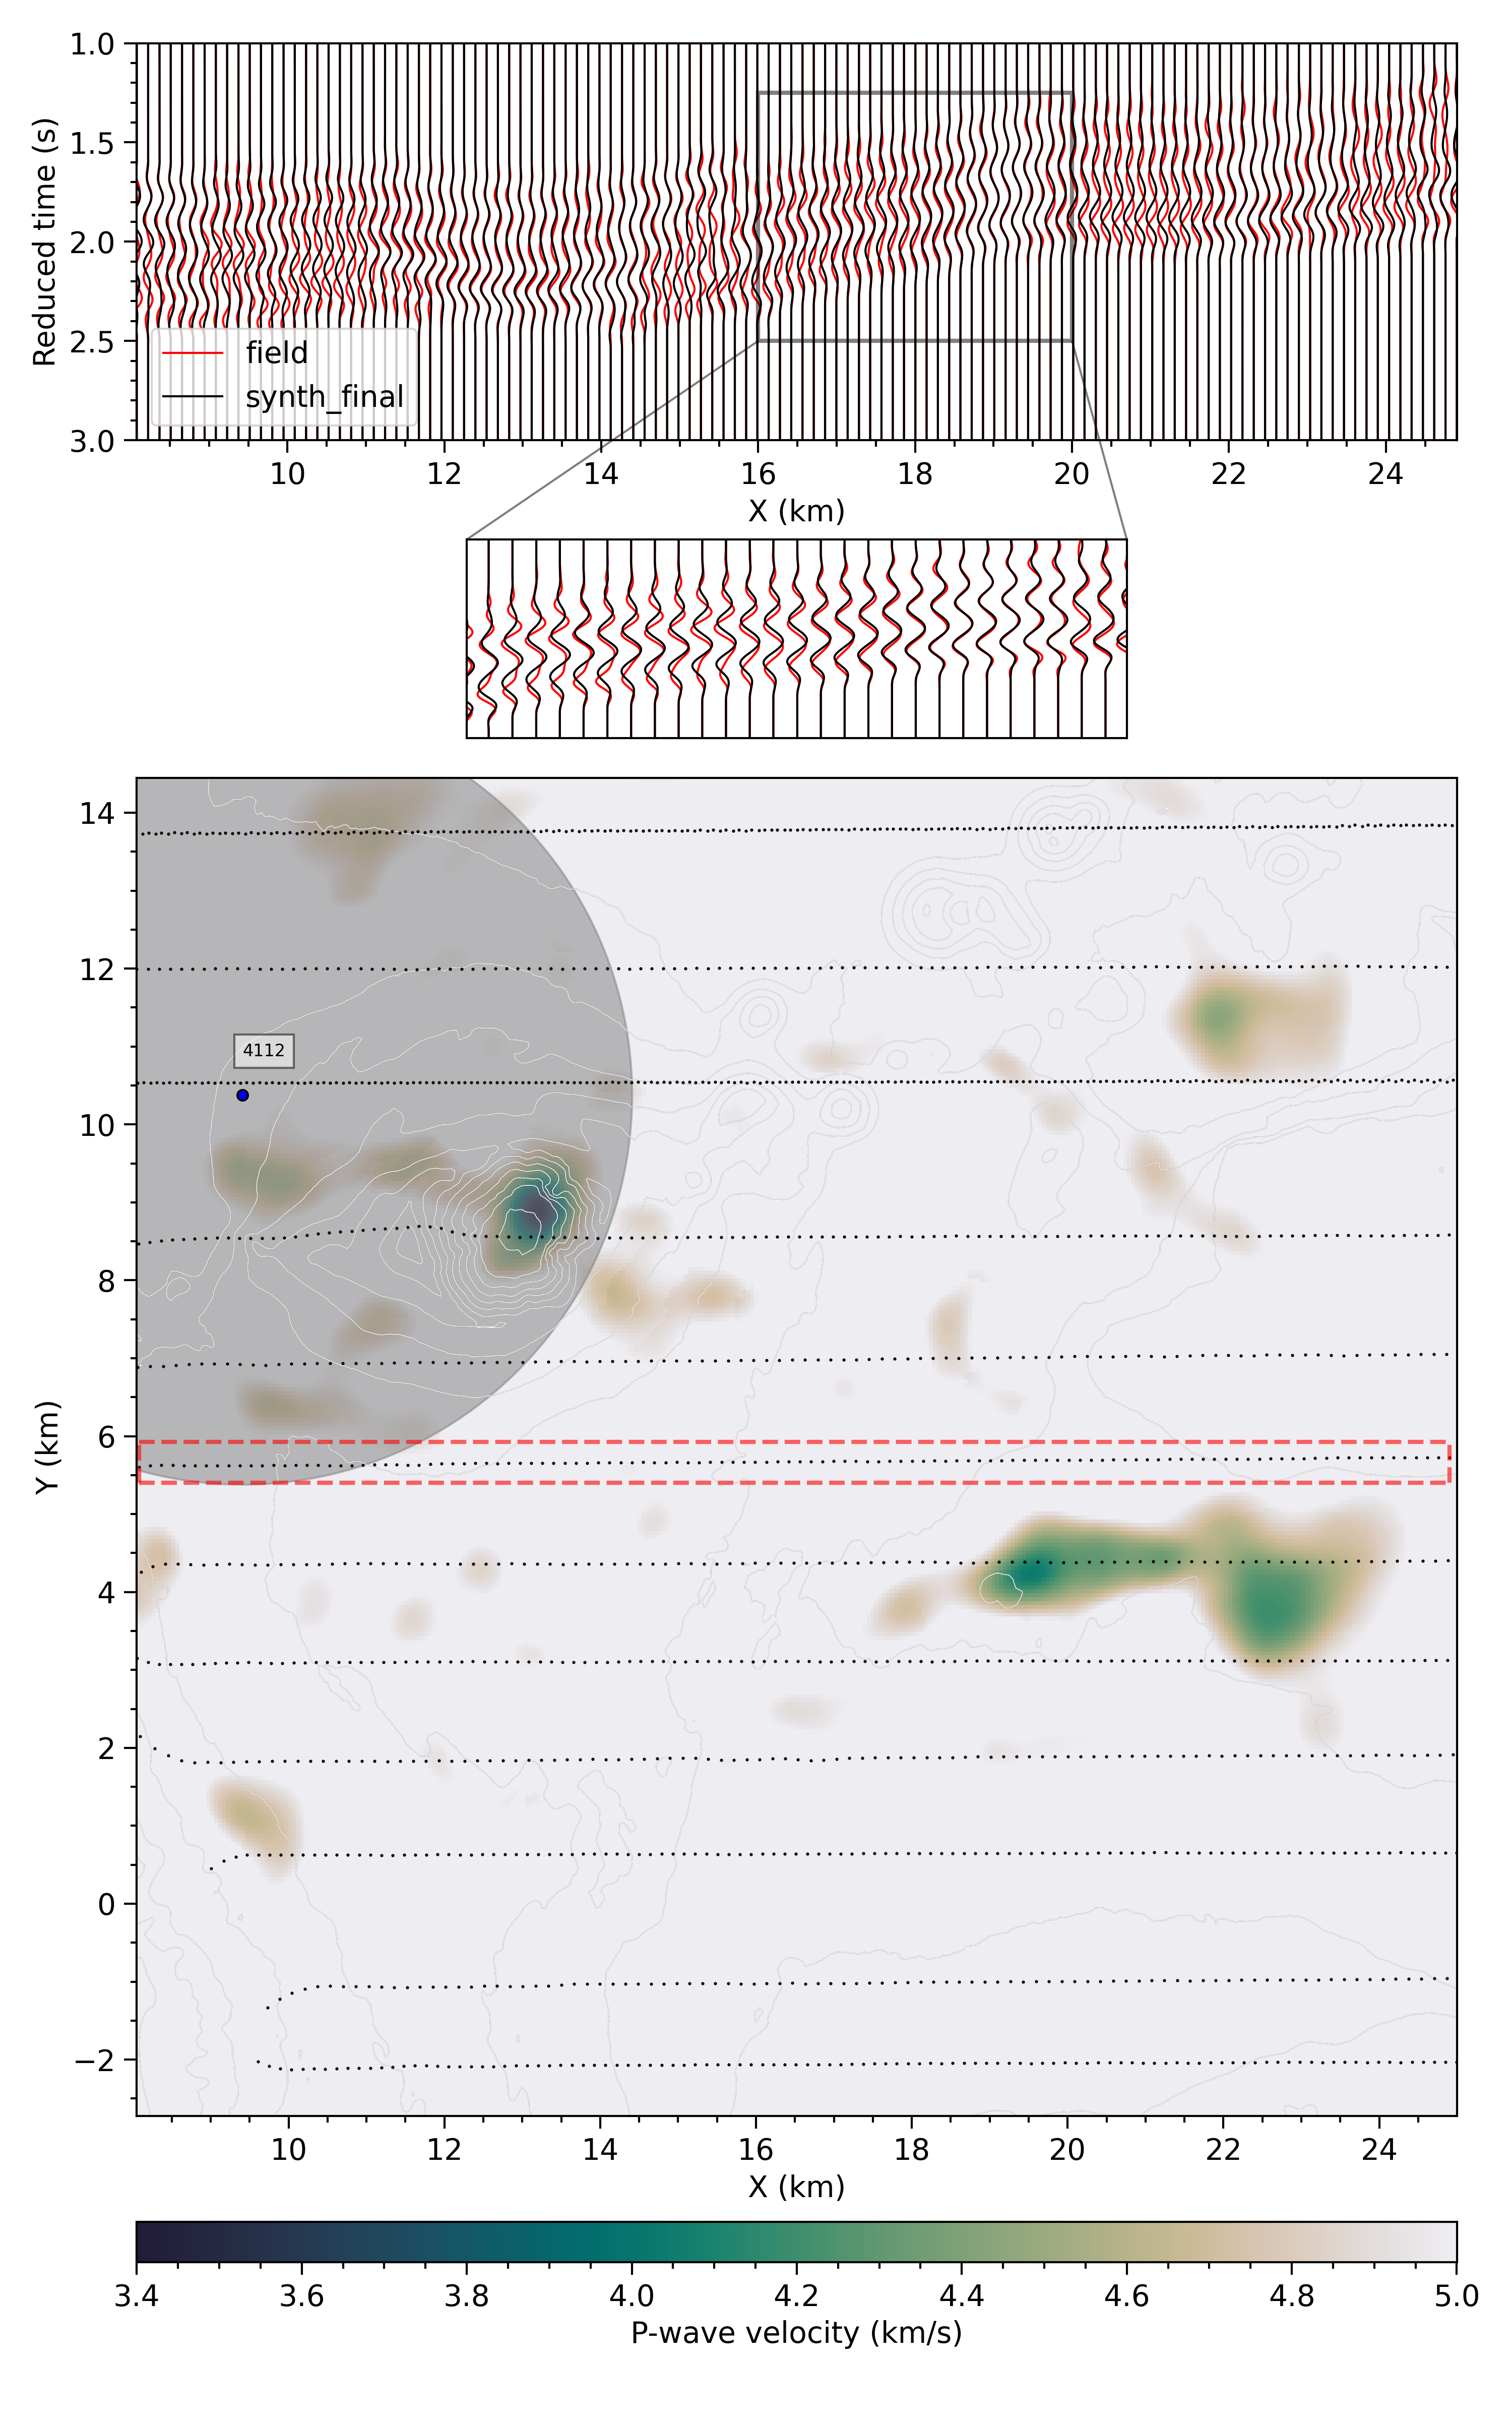 1.0
1.5
2.0
2.5
3.0
Reduced time (s)
field
synth_final
10 12 14 16 18 20 22 24
X (km)
14
12
10
8
6
4
2
0
−2
Y (km)
4112
10 12 14 16 18 20 22 24
X (km)
3.4 3.6 3.8 4.0 4.2 4.4 4.6 4.8 5.0
P-wave velocity (km/s)